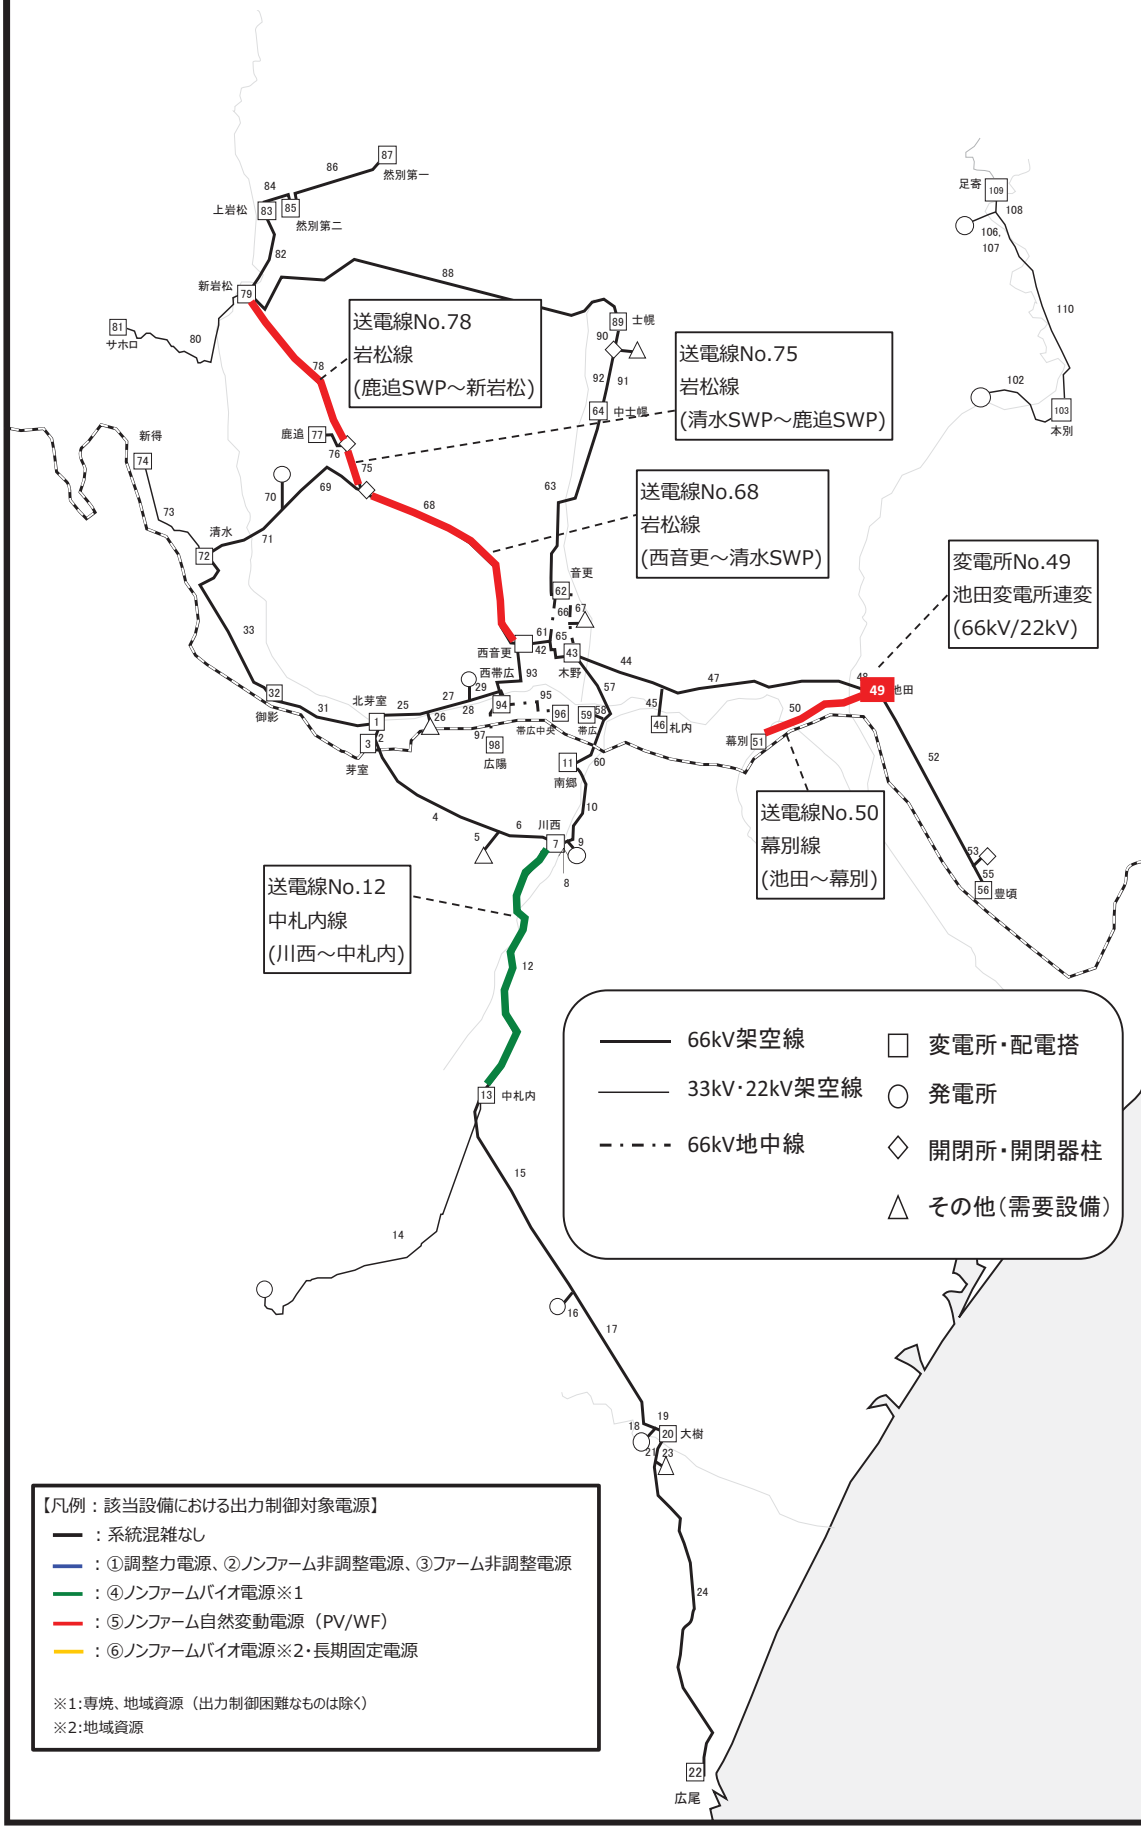 87
86
然別第一
84
85
上岩松
83
然別第二
82
88
新岩松
79
81
サホロ
80
78
送電線No.78
岩松線
(鹿追SWP～新岩松)
89
士幌
90
92
91
64
中士幌
送電線No.75
岩松線
(清水SWP～鹿追SWP)
足寄
109
108
106,
107
110
102
103
本別
鹿追
77
76
75
新得
74
70
69
68
63
73
71
清水
72
送電線No.68
岩松線
(西音更～清水SWP)
変電所No.49
池田変電所連変
(66kV/22kV)
音更
62
66
67
61
65
42
43
西音更
木野
西帯広
93
44
47
48
49
池田
33
32
御影
31
北芽室
1
25
26
27
28
29
94
95
96
帯広中央
97
98
広陽
57
58
59
帯広
60
45
46
札内
50
51
幕別
52
2
3
芽室
4
5
6
川西
7
8
9
10
11
南郷
53
55
56
豊頃
送電線No.50
幕別線
(池田～幕別)
送電線No.12
中札内線
(川西～中札内)
12
13
中札内
14
15
16
17
18
19
20
大樹
21
23
24
22
広尾
66kV架空線
33kV・22kV架空線
66kV地中線
変電所・配電搭
発電所
開閉所・開閉器柱
その他(需要設備)
【凡例：該当設備における出力制御対象電源】
：系統混雑なし
：①調整力電源、②ノンファーム非調整電源、③ファーム非調整電源
：④ノンファームバイオ電源※1
：⑤ノンファーム自然変動電源（PV/WF）
：⑥ノンファームバイオ電源※2・長期固定電源
※1:専焼、地域資源（出力制御困難なものは除く）
※2:地域資源